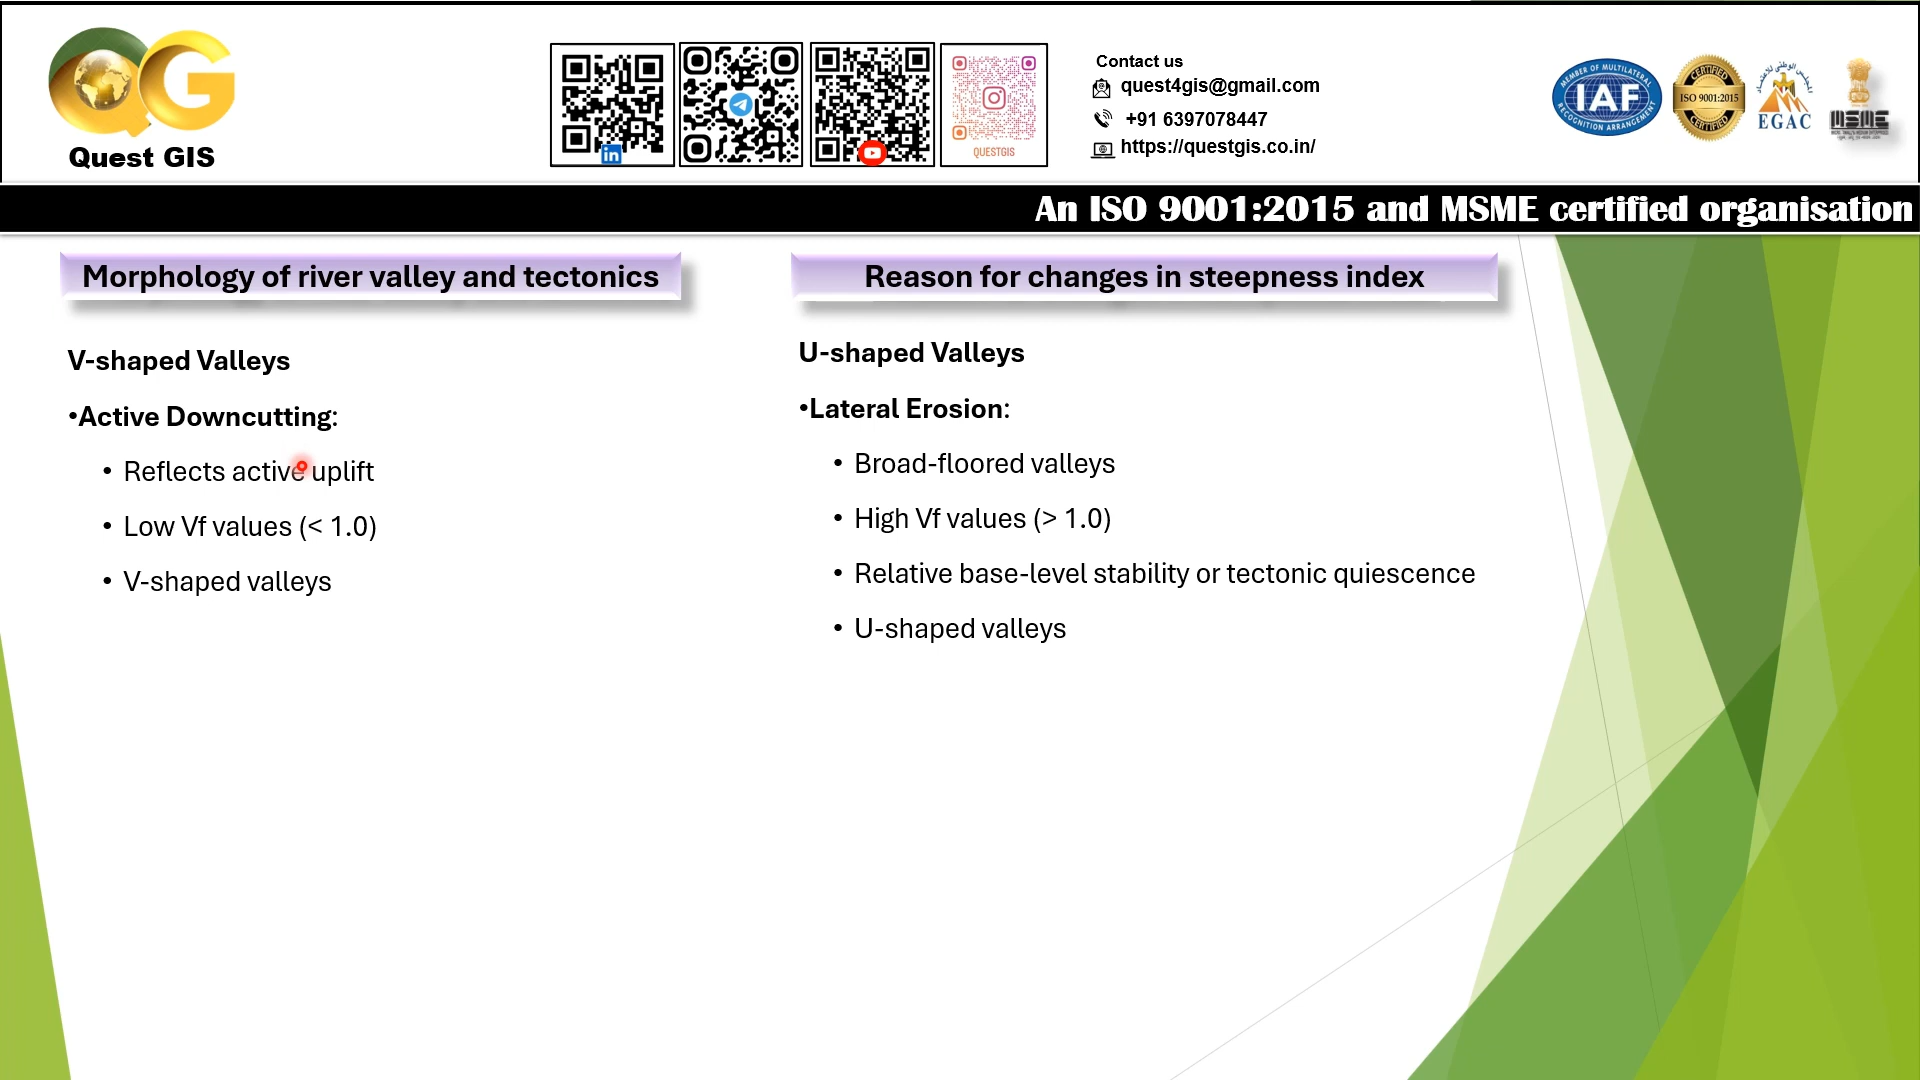 QG
Quest GIS
in
QUESTGIS
Contact us
quest4gis@gmail.com
+91 6397078447
https://questgis.co.in/
MEMBER OF MULTILATERAL
IAF
RECOGNITION ARRANGEMENT
CERTIFIED
ISO 9001:2015
CERTIFIED
EGAC
MSME
An ISO 9001:2015 and MSME certified organisation
Morphology of river valley and tectonics
V-shaped Valleys
•Active Downcutting:
• Reflects active uplift
• Low Vf values (< 1.0)
• V-shaped valleys
Reason for changes in steepness index
U-shaped Valleys
•Lateral Erosion:
• Broad-floored valleys
• High Vf values (> 1.0)
• Relative base-level stability or tectonic quiescence
• U-shaped valleys